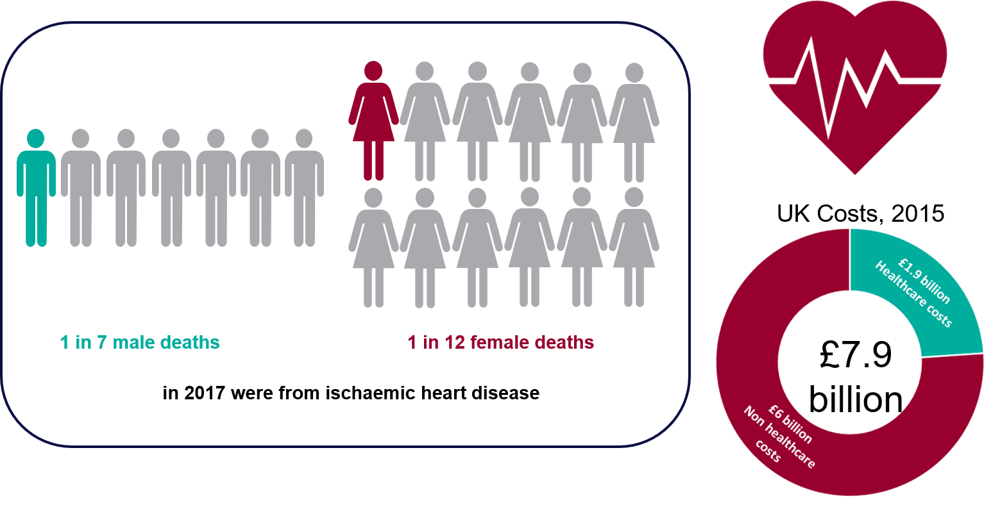 1 in 7 male deaths
1 in 12 female deaths
in 2017 were from ischaemic heart disease
UK Costs, 2015
£1.9 billion
Healthcare costs
£7.9
billion
£6 billion
Non healthcare
costs